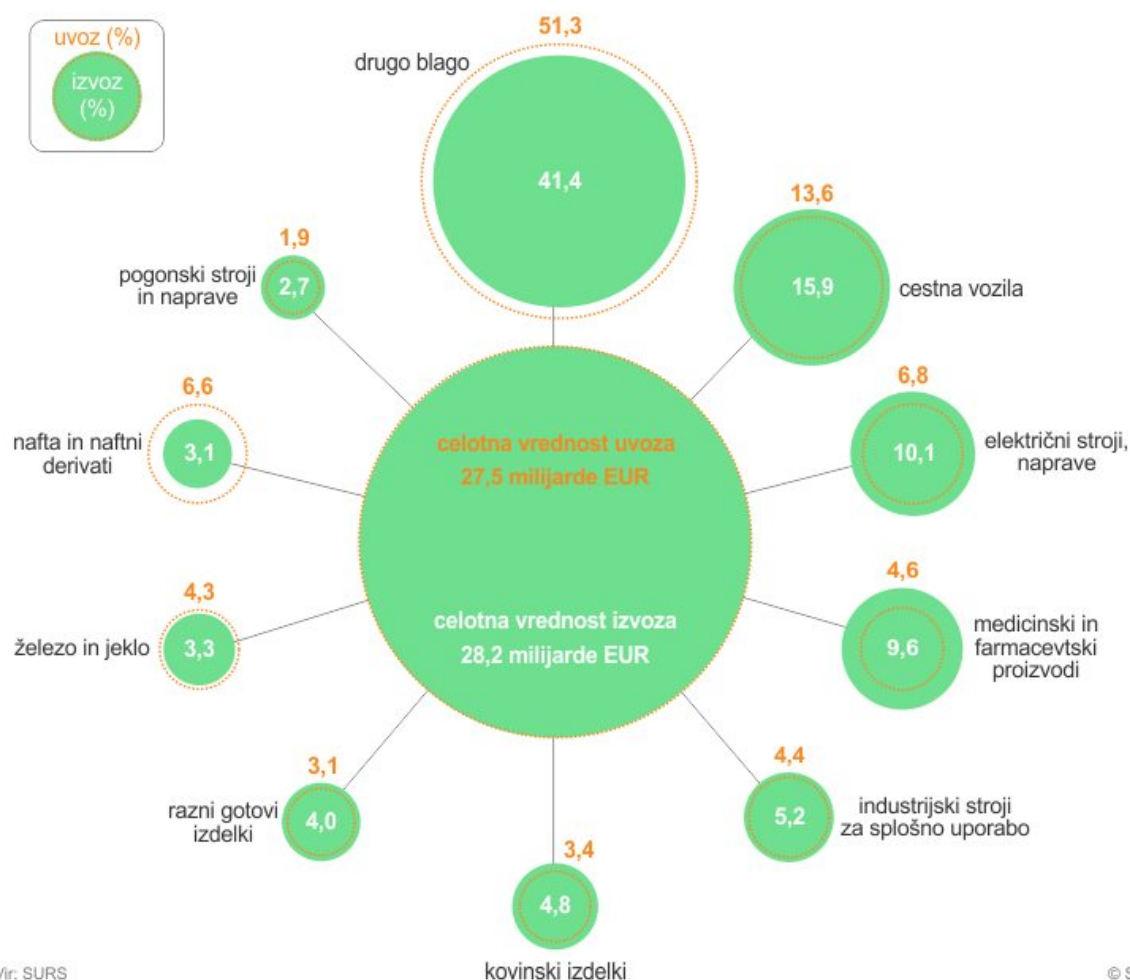 uvoz (%)
izvoz
(%)
51,3
drugo blago
41,4
13,6
15,9
cestna vozila
1,9
pogonski stroji
in naprave
2,7
6,8
10,1
električni stroji,
naprave
6,6
nafta in naftni
derivati
3,1
celotna vrednost uvoza
27,5 milijarde EUR
celotna vrednost izvoza
28,2 milijarde EUR
4,6
9,6
medicinski in
farmacevtski
proizvodi
4,3
železo in jeklo
3,3
4,4
5,2
industrijski stroji
za splošno uporabo
3,1
razni gotovi
izdelki
4,0
3,4
4,8
kovinski izdelki
Vir: SURS
© S